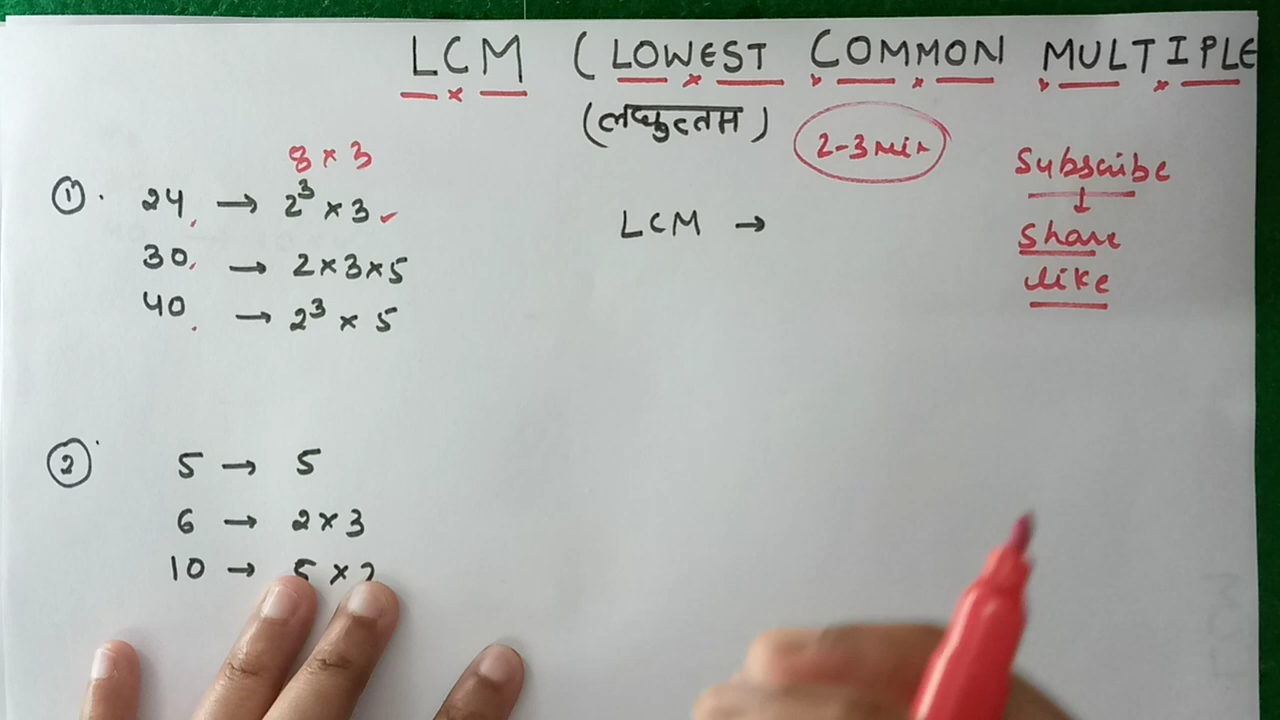 LCM (LOWEST COMMON MULTIPLE
(लघुत्तम)
2-3 Min
Subscribe
↓
Share
like
8 × 3
① . 24 → 2³ × 3 ✓
30 → 2×3×5
40 → 2³ × 5
LCM →
② 5 → 5
6 → 2×3
10 → 5 × 2